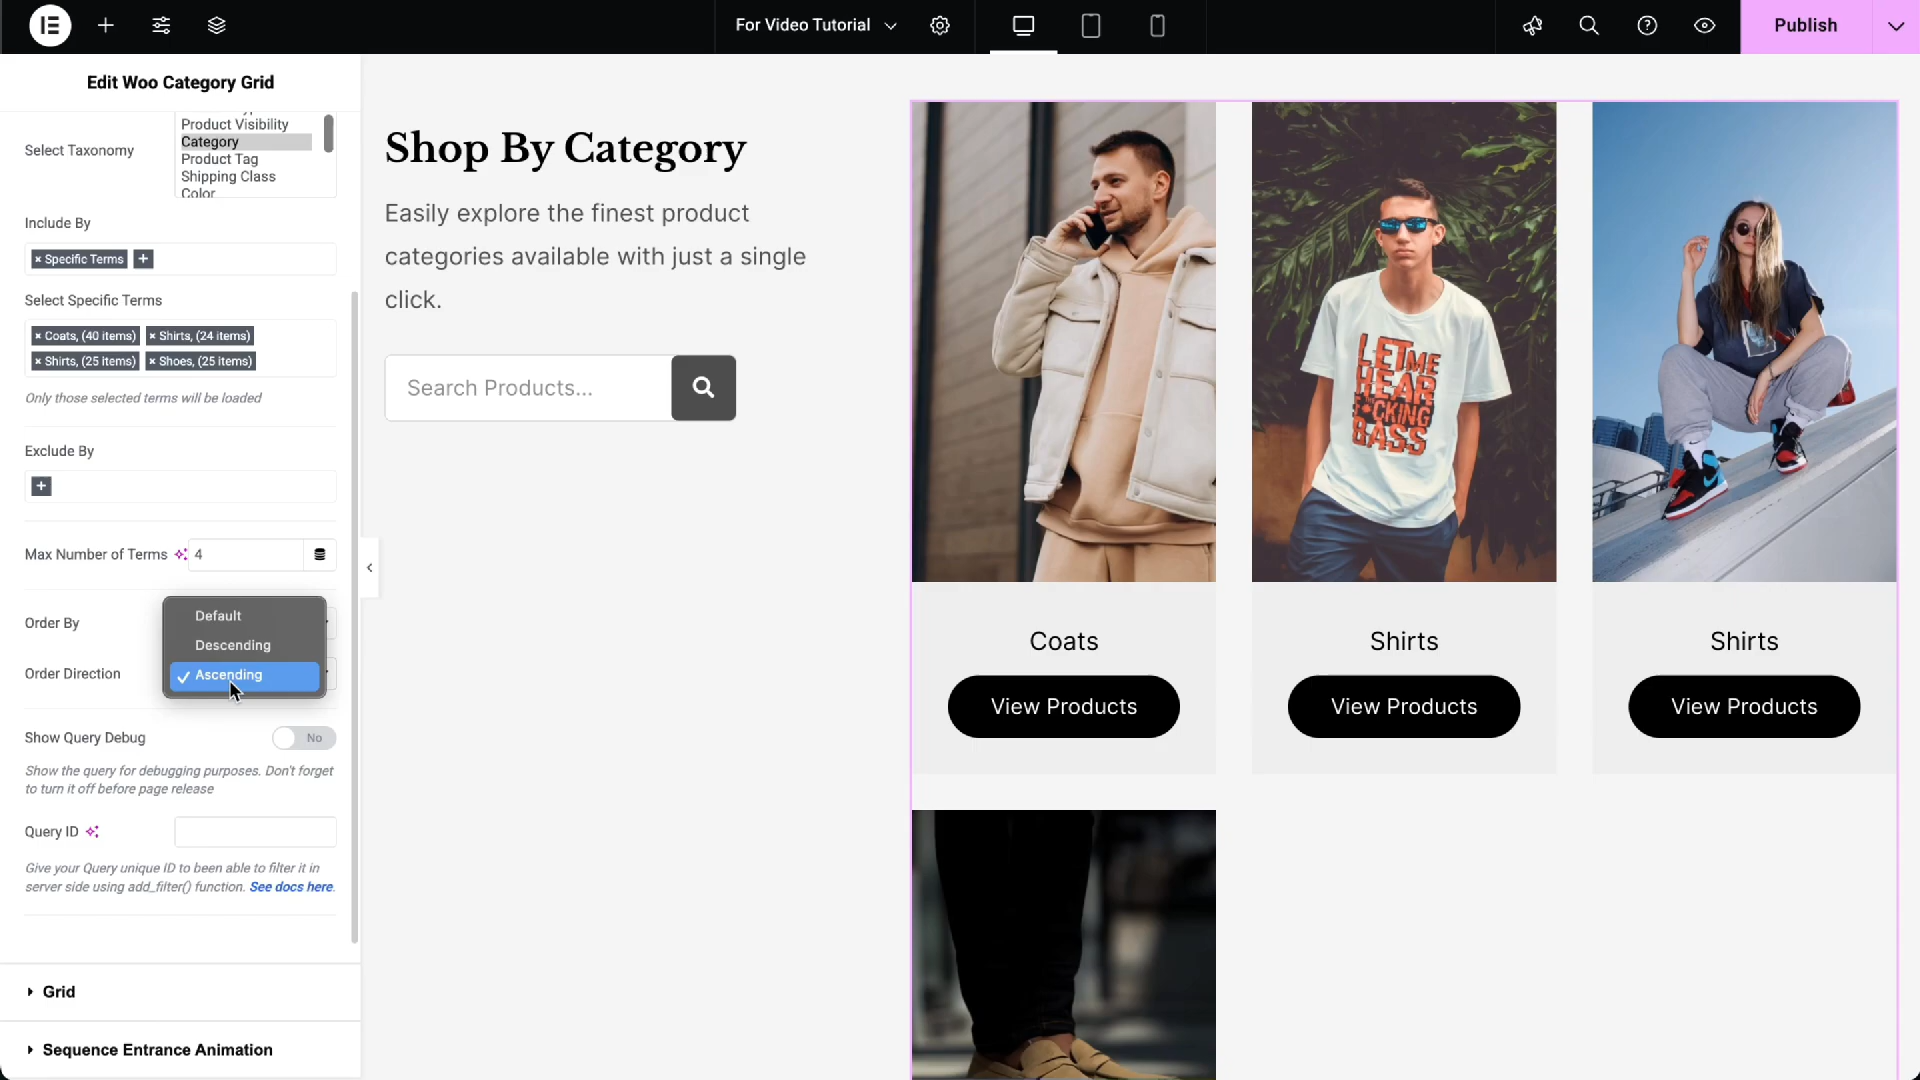 For Video Tutorial
Publish
Edit Woo Category Grid
Product Visibility
Select Taxonomy
Category
Product Tag
Shipping Class
Color
Include By
× Specific Terms +
Select Specific Terms
× Coats, (40 items) × Shirts, (24 items)
× Shirts, (25 items) × Shoes, (25 items)
Only those selected terms will be loaded
Exclude By
+
Max Number of Terms 4
Order By
Default
Descending
Order Direction
Ascending
Show Query Debug No
Show the query for debugging purposes. Don't forget
to turn it off before page release
Query ID
Give your Query unique ID to been able to filter it in
server side using add_filter() function. See docs here.
Grid
Sequence Entrance Animation
Shop By Category
Easily explore the finest product
categories available with just a single
click.
Search Products...
LET ME
HEAR
F*CKING
BASS
Coats
View Products
Shirts
View Products
Shirts
View Products